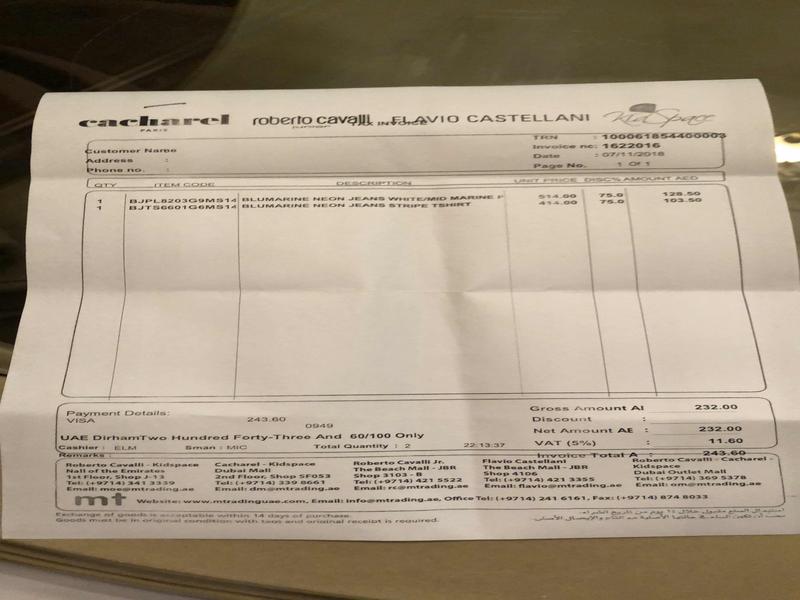 cacharel roberto cavalli FLAVIO CASTELLANI KidSpace
PARIS junior TAX INVOICE
TRN : 100061854400003
Customer Name Invoice no: 1622016
Address : Date : 07/11/2018
Phone no. : Page No. 1 Of 1
QTY ITEM CODE DESCRIPTION UNIT PRICE DISC% AMOUNT AED
1 BJPL8203G9MS14 BLUMARINE NEON JEANS WHITE/MID MARINE F 514.00 75.0 128.50
1 BJTS6601G6MS14 BLUMARINE NEON JEANS STRIPE TSHIRT 414.00 75.0 103.50
Payment Details: Gross Amount AI 232.00
VISA 243.60 Discount :
0949 Net Amount AE : 232.00
UAE DirhamTwo Hundred Forty-Three And 60/100 Only VAT (5%) : 11.60
Cashier : ELM Sman : MIC Total Quantity : 2 22:13:37 Invoice Total A : 243.60
Remarks :
Roberto Cavalli - Kidspace Cacharel - Kidspace Roberto Cavalli Jr. Flavio Castellani Roberto Cavalli - Cacharel - Kidspace
Mall of the Emirates Dubai Mall The Beach Mall - JBR The Beach Mall - JBR Dubai Outlet Mall
1st Floor, Shop J-13 2nd Floor, Shop SF053 Shop 3103 - B Shop 4106
Tel: (+9714) 341 3339 Tel: (+9714) 339 8661 Tel: (+9714) 421 5522 Tel: (+9714) 421 3355 Tel: (+9714) 369 5378
Email: moe@mtrading.ae Email: dm@mtrading.ae Email: rc@mtrading.ae Email: flavio@mtrading.ae Email: om@mtrading.ae
mt Website: www.mtradinguae.com, Email: Info@mtrading.ae, Office Tel: (+9714) 241 6161, Fax: (+9714) 874 8033
Exchange of goods is acceptable within 14 days of purchase.
Goods must be in original condition with tags and original receipt is required.